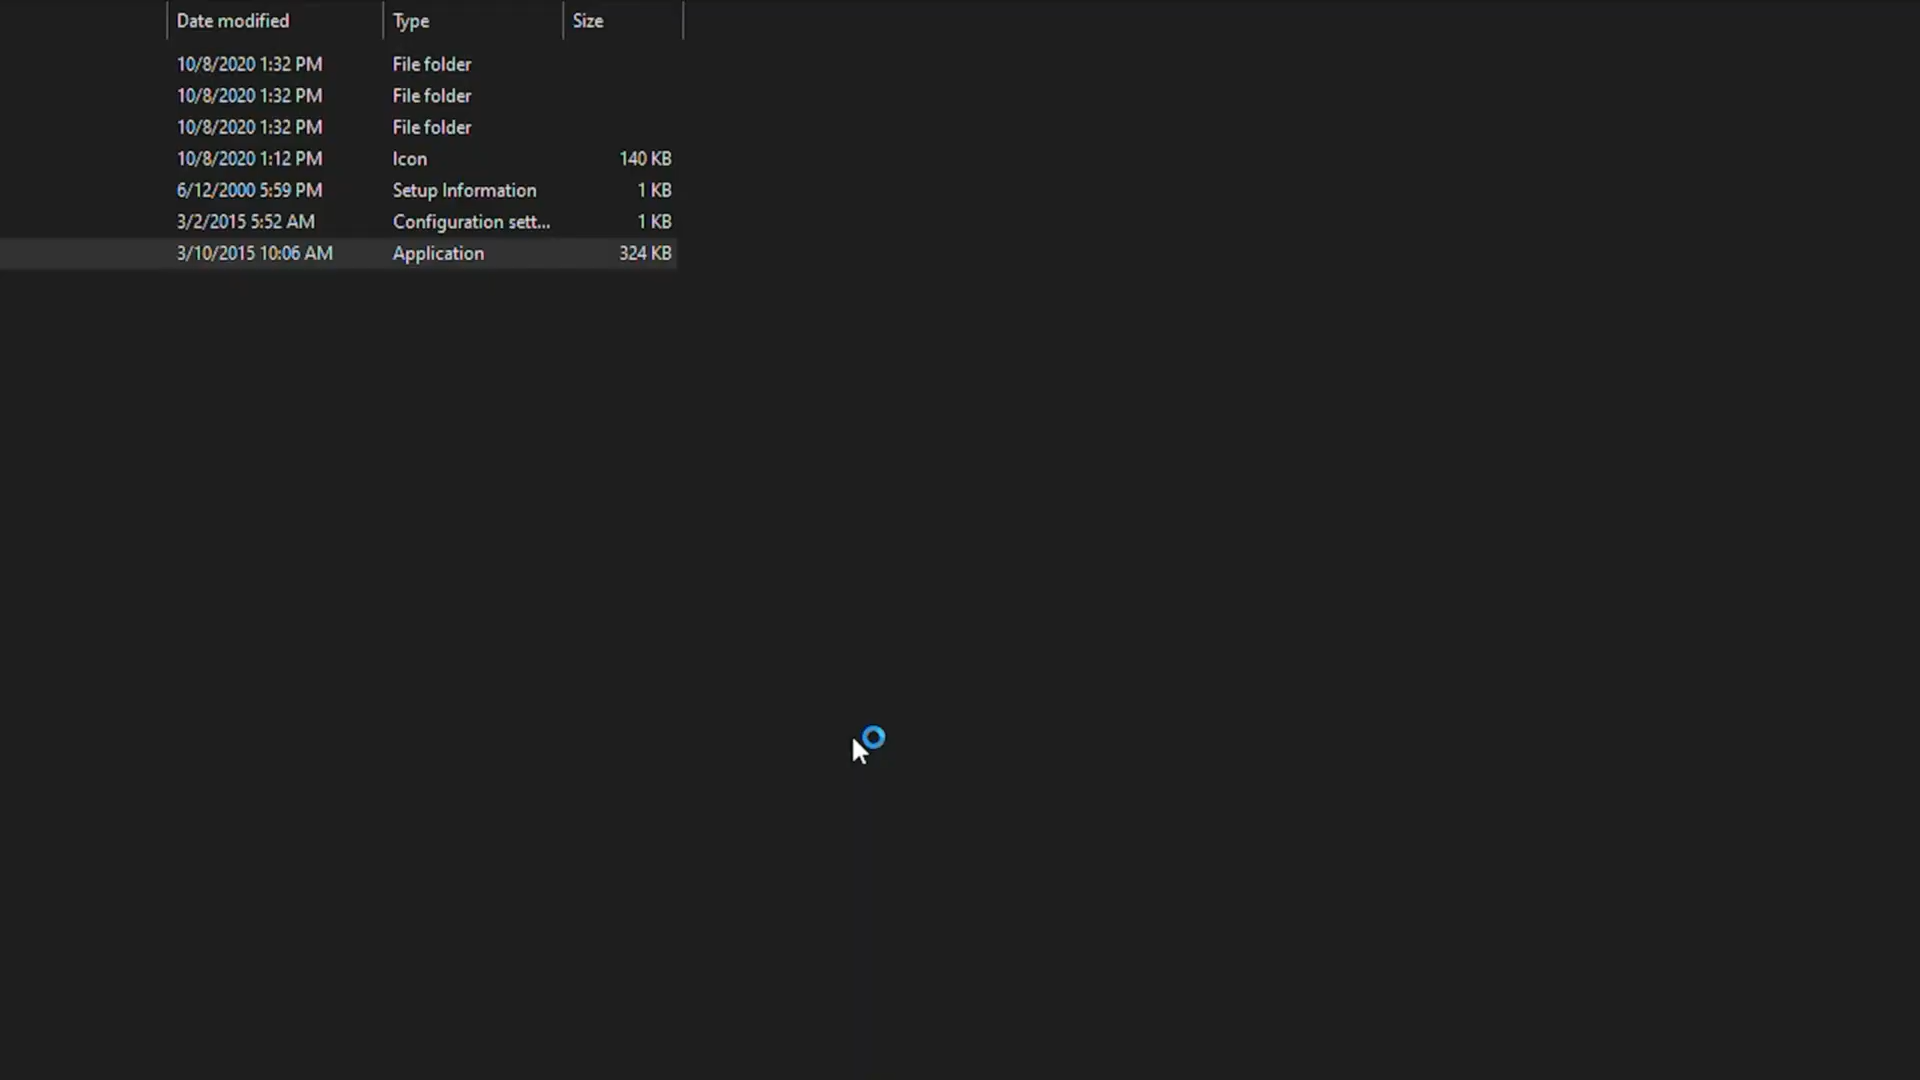 Date modified Type Size
10/8/2020 1:32 PM File folder
10/8/2020 1:32 PM File folder
10/8/2020 1:32 PM File folder
10/8/2020 1:12 PM Icon 140 KB
6/12/2000 5:59 PM Setup Information 1 KB
3/2/2015 5:52 AM Configuration sett... 1 KB
3/10/2015 10:06 AM Application 324 KB